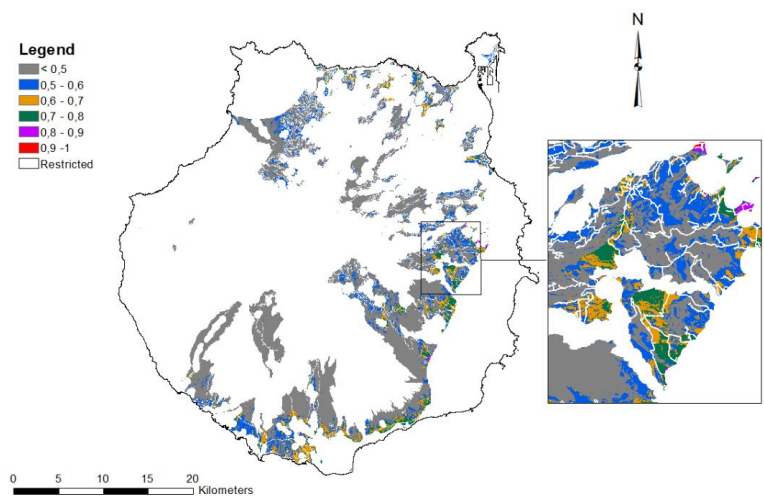 N
Legend
< 0,5
0,5 - 0,6
0,6 - 0,7
0,7 - 0,8
0,8 - 0,9
0,9 -1
Restricted
0 5 10 15 20
Kilometers